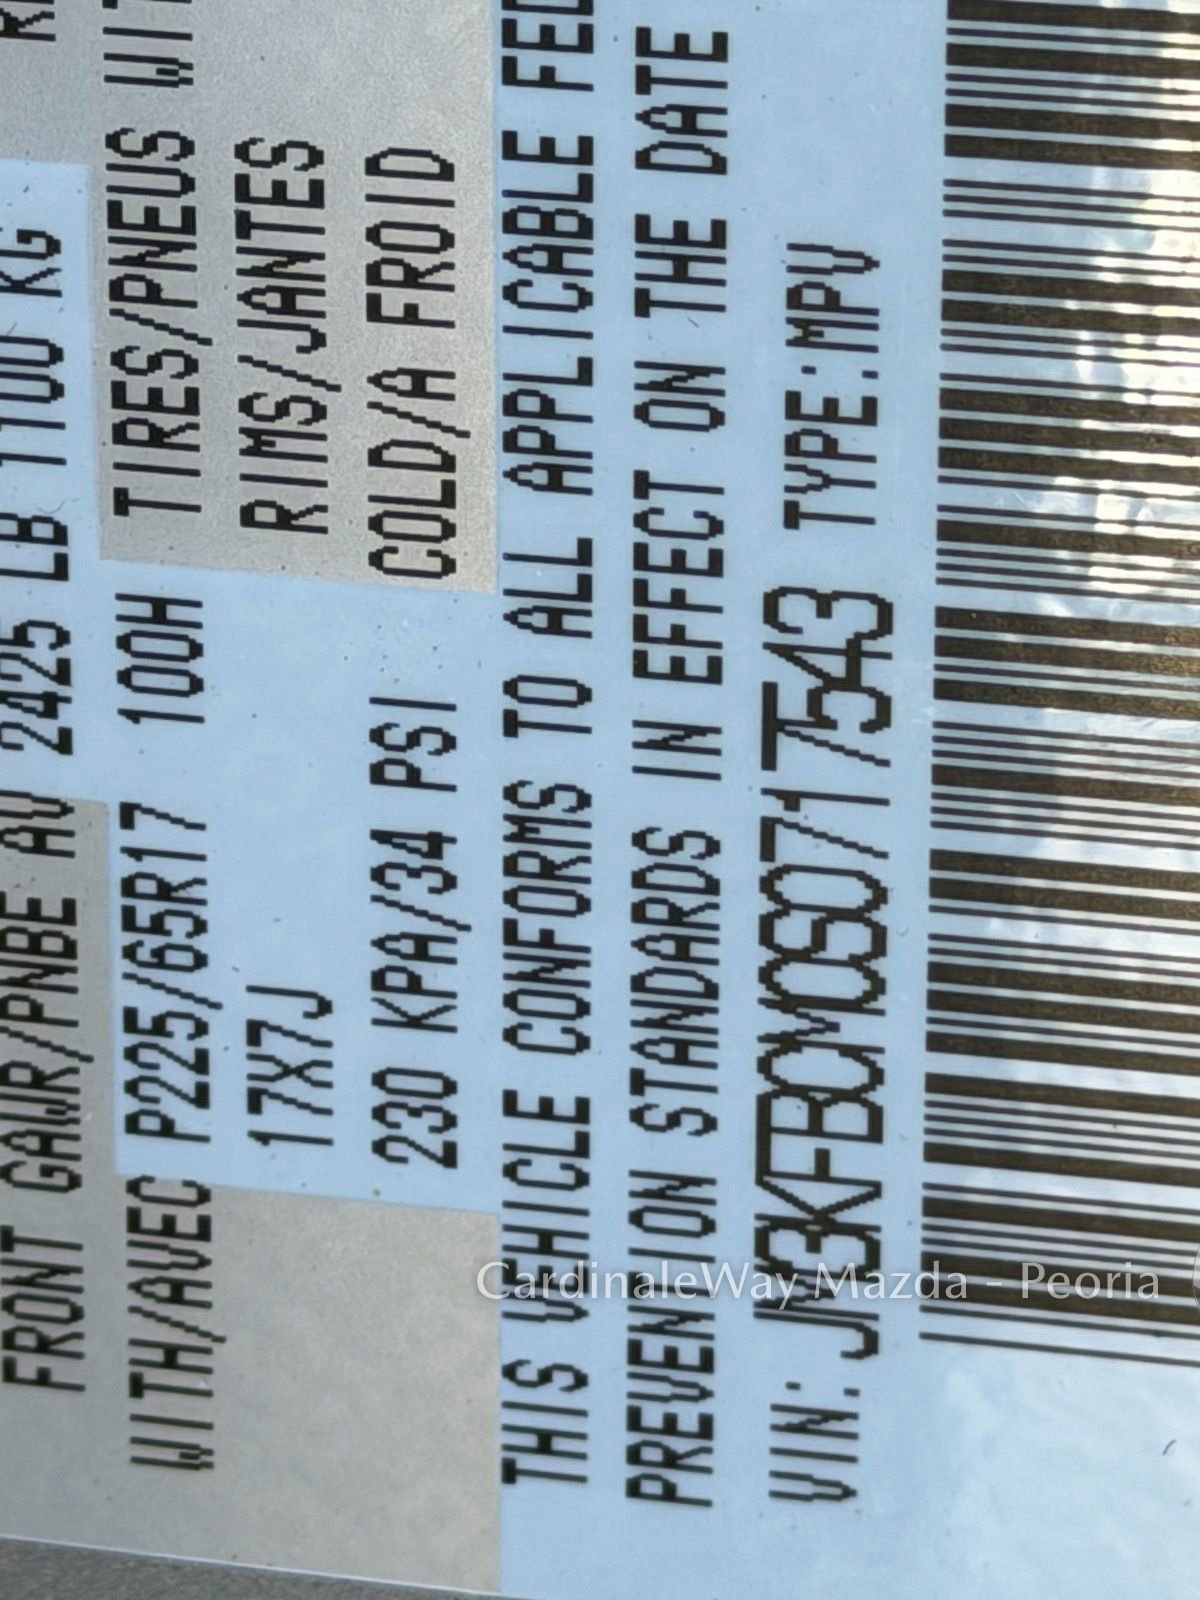 FRONT GAWR/PNBE AV 2425 LB 1100 KG
WITH/AVEC P225/65R17 100H TIRES/PNEUS WIT
17X7J RIMS/JANTES
230 KPA/34 PSI COLD/A FROID
THIS VEHICLE CONFORMS TO ALL APPLICABLE FED
PREVENTION STANDARDS IN EFFECT ON THE DATE
VIN: JM3KFBCM0S0717543 TYPE:MPV
CardinaleWay Mazda - Peoria